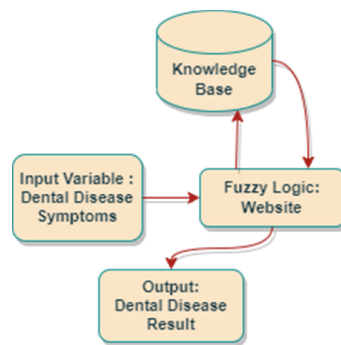 Knowledge
Base
Input Variable :
Dental Disease
Symptoms
Fuzzy Logic:
Website
Output:
Dental Disease
Result